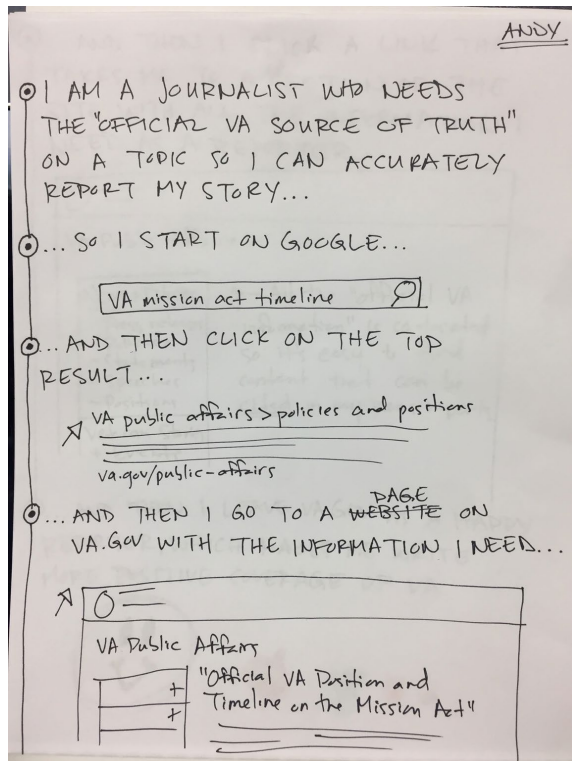 ANDY
I AM A JOURNALIST WHO NEEDS
THE "OFFICIAL VA SOURCE OF TRUTH"
ON A TOPIC SO I CAN ACCURATELY
REPORT MY STORY...
... SO I START ON GOOGLE...
VA mission act timeline
... AND THEN CLICK ON THE TOP
RESULT....
VA public affairs > policies and positions
va.gov/public-affairs
PAGE
... AND THEN I GO TO A WEBSITE ON
VA.GOV WITH THE INFORMATION I NEED...
VA Public Affairs
"Official VA Position and
Timeline on the Mission Act"
+
+